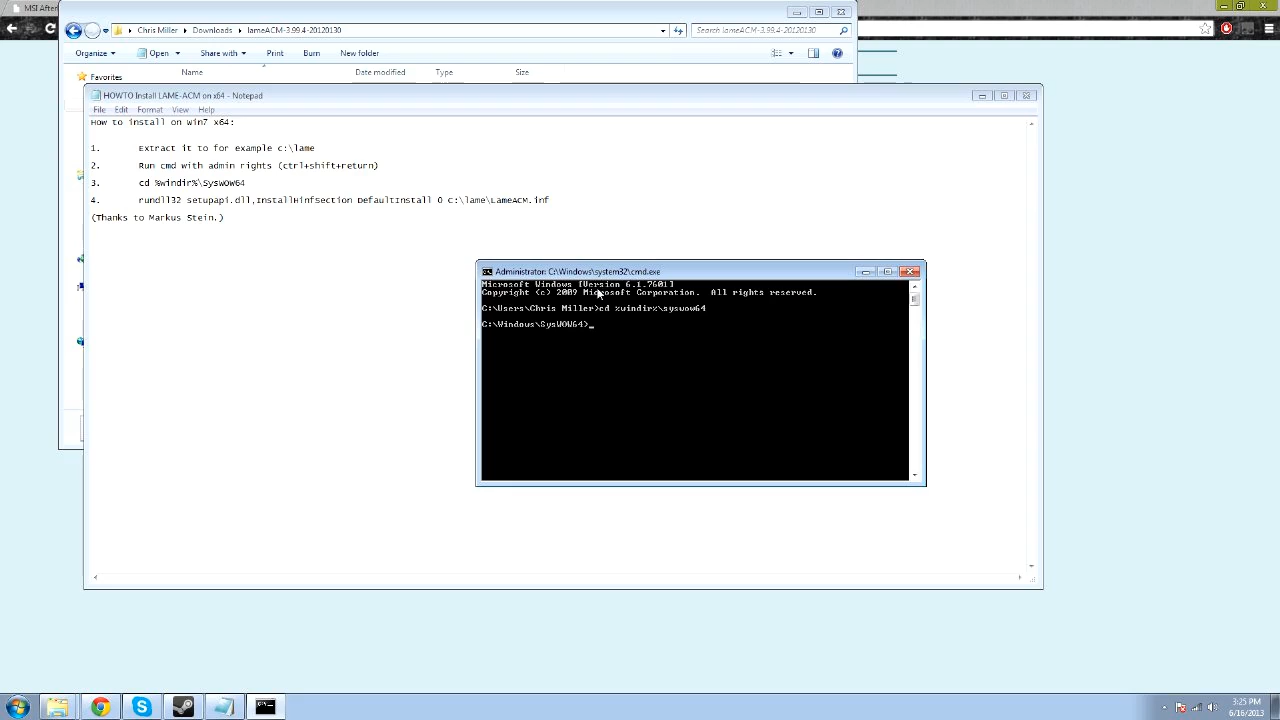 MSI After
Chris Miller
Downloads
lameACM-3.99.4-20120130
Search lameACM-3.99.4-20120130
Organize
Open
Share with
Print
Burn
New folder
Favorites
Name
Date modified
Type
Size
HOWTO Install LAME-ACM on x64 - Notepad
File Edit Format View Help
How to install on Win7 x64:
1. Extract it to for example c:\lame
2. Run cmd with admin rights (ctrl+shift+return)
3. cd %windir%\SysWOW64
4. rundll32 setupapi.dll,InstallHinfSection DefaultInstall 0 C:\lame\LameACM.inf
(Thanks to Markus Stein.)
Administrator: C:\Windows\system32\cmd.exe
Microsoft Windows [Version 6.1.7601]
Copyright (c) 2009 Microsoft Corporation. All rights reserved.
C:\Users\Chris Miller>cd %windir%\syswow64
C:\Windows\SysWOW64>_
3:25 PM
6/16/2013